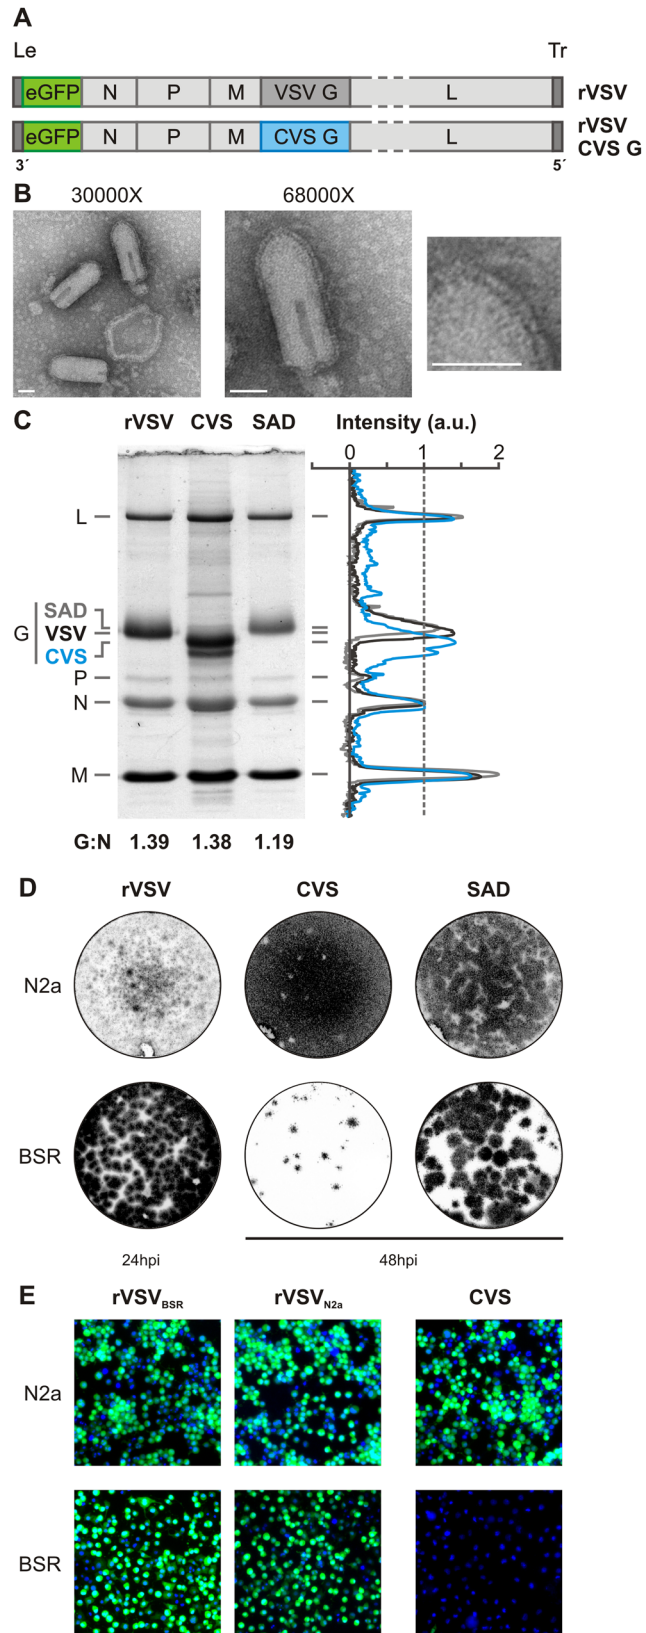 A
Le Tr
eGFP N P M VSV G L rVSV
eGFP N P M CVS G L rVSV CVS G
3´ 5´
B
30000X 68000X
C
rVSV CVS SAD Intensity (a.u.)
0 1 2
L
SAD
G VSV
CVS
P
N
M
G:N 1.39 1.38 1.19
D
rVSV CVS SAD
N2a
BSR
24hpi 48hpi
E
rVSVBSR rVSVN2a CVS
N2a
BSR